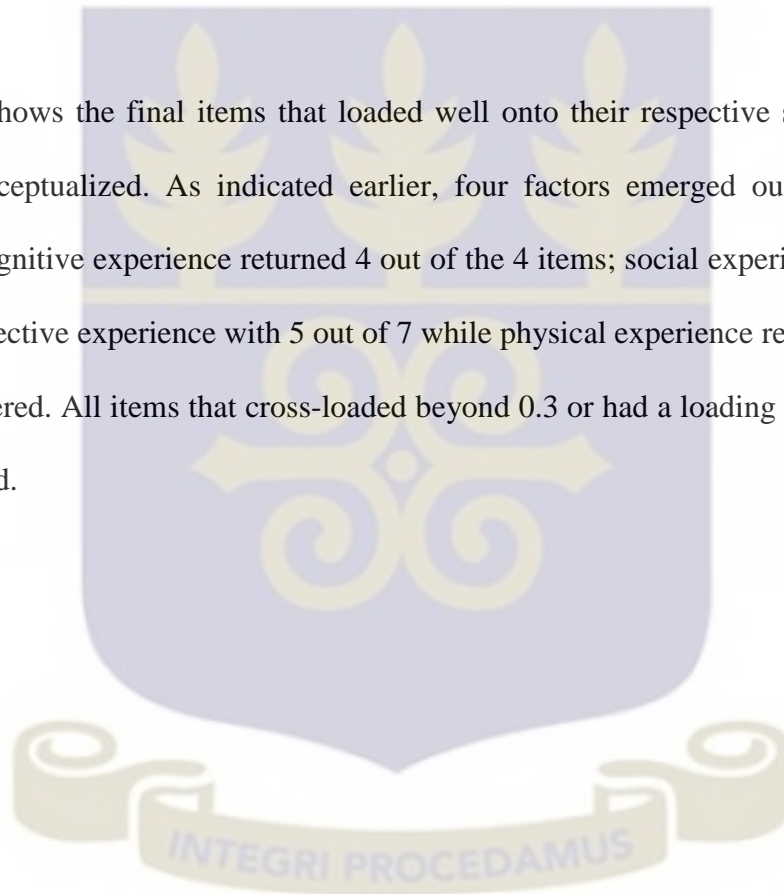 hows the final items that loaded well onto their respective s
ceptualized. As indicated earlier, four factors emerged ou
gnitive experience returned 4 out of the 4 items; social experi
ective experience with 5 out of 7 while physical experience re
ered. All items that cross-loaded beyond 0.3 or had a loading
d.
INTEGRI PROCEDAMUS